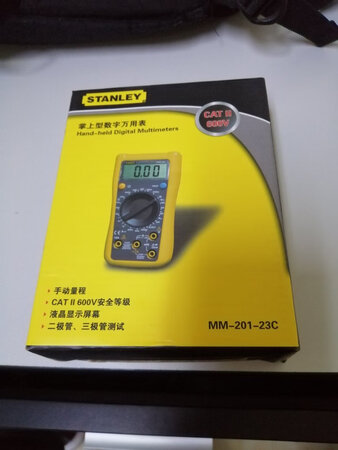 STANLEY
掌上型数字万用表
Hand-held Digital Multimeters
CAT II
600V
0.00
• 手动量程
• CAT II 600V安全等级
• 液晶显示屏幕
• 二极管、三极管测试
MM-201-23C